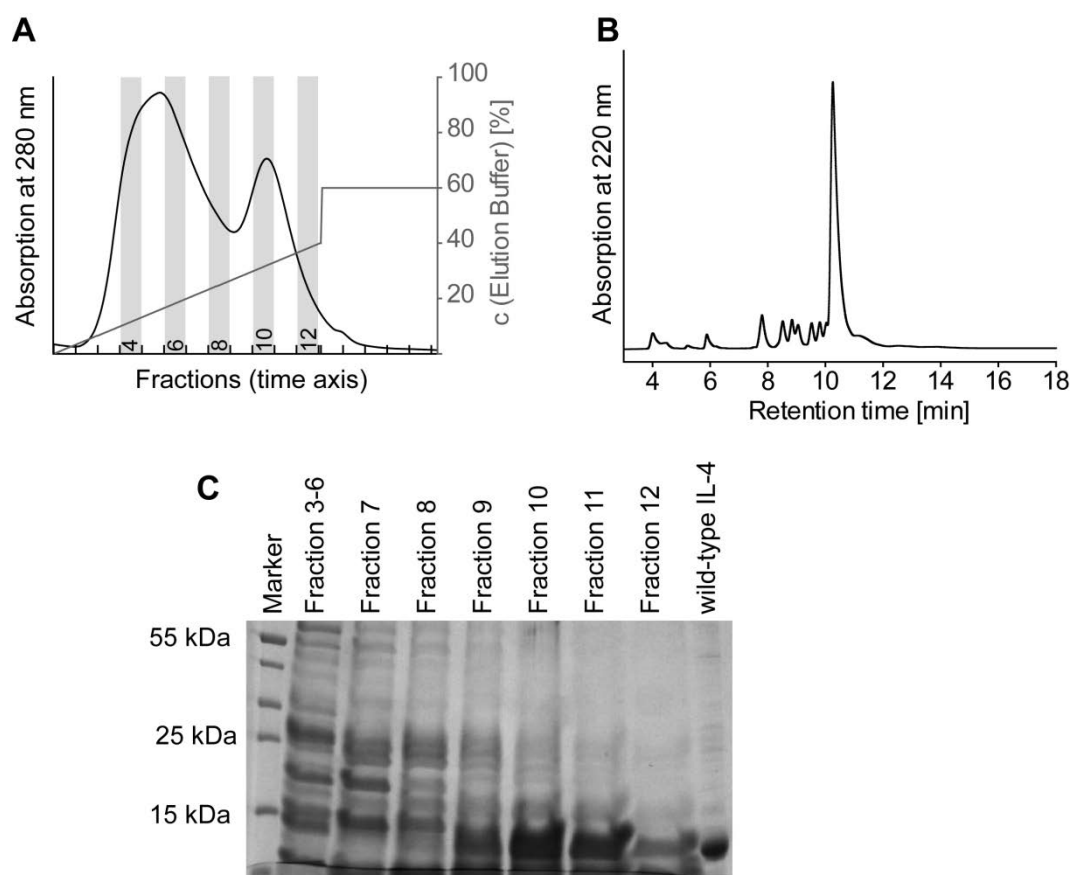 A
Absorption at 280 nm
100
80
60
40
20
c (Elution Buffer) [%]
4 6 8 10 12
Fractions (time axis)
B
Absorption at 220 nm
4 6 8 10 12 14 16 18
Retention time [min]
C
Marker
Fraction 3-6
Fraction 7
Fraction 8
Fraction 9
Fraction 10
Fraction 11
Fraction 12
wild-type IL-4
55 kDa
25 kDa
15 kDa